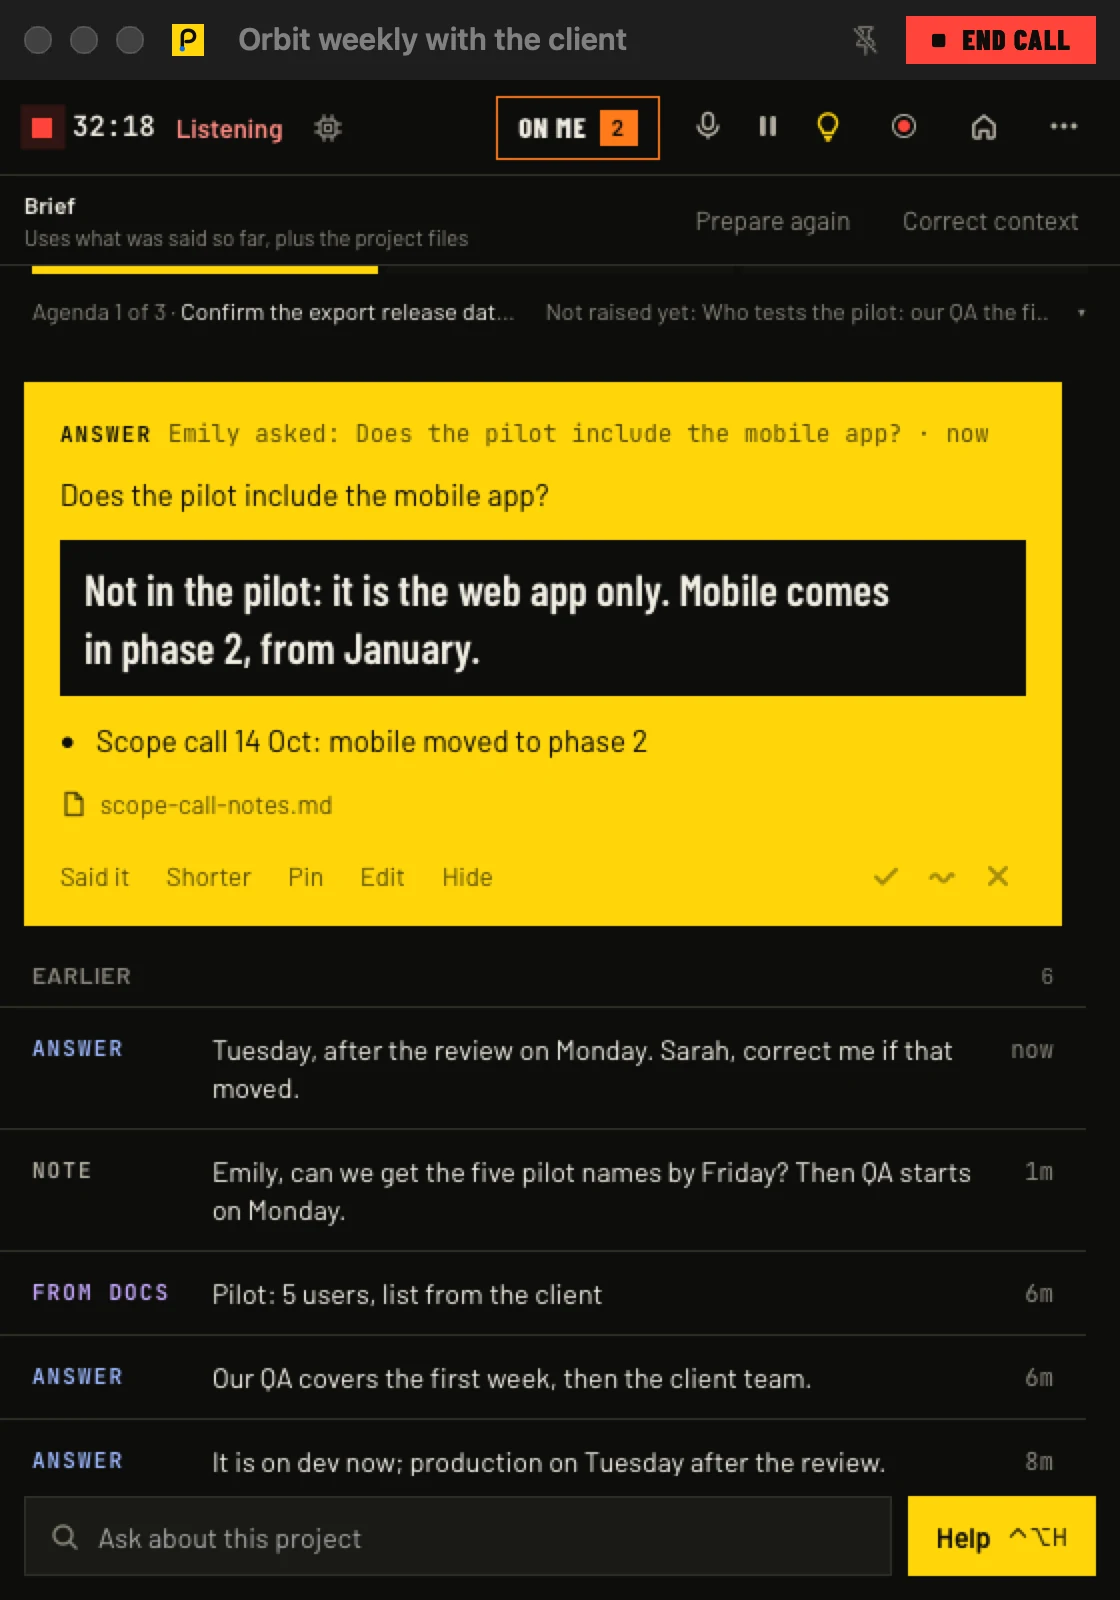 Orbit weekly with the client
END CALL
32:18 Listening
ON ME 2
Brief
Uses what was said so far, plus the project files
Prepare again
Correct context
Agenda 1 of 3 · Confirm the export release dat...
Not raised yet: Who tests the pilot: our QA the fi..
ANSWER Emily asked: Does the pilot include the mobile app? · now
Does the pilot include the mobile app?
Not in the pilot: it is the web app only. Mobile comes
in phase 2, from January.
• Scope call 14 Oct: mobile moved to phase 2
scope-call-notes.md
Said it Shorter Pin Edit Hide
EARLIER 6
ANSWER Tuesday, after the review on Monday. Sarah, correct me if that now
moved.
NOTE Emily, can we get the five pilot names by Friday? Then QA starts 1m
on Monday.
FROM DOCS Pilot: 5 users, list from the client 6m
ANSWER Our QA covers the first week, then the client team. 6m
ANSWER It is on dev now; production on Tuesday after the review. 8m
Ask about this project
Help ^⌥H